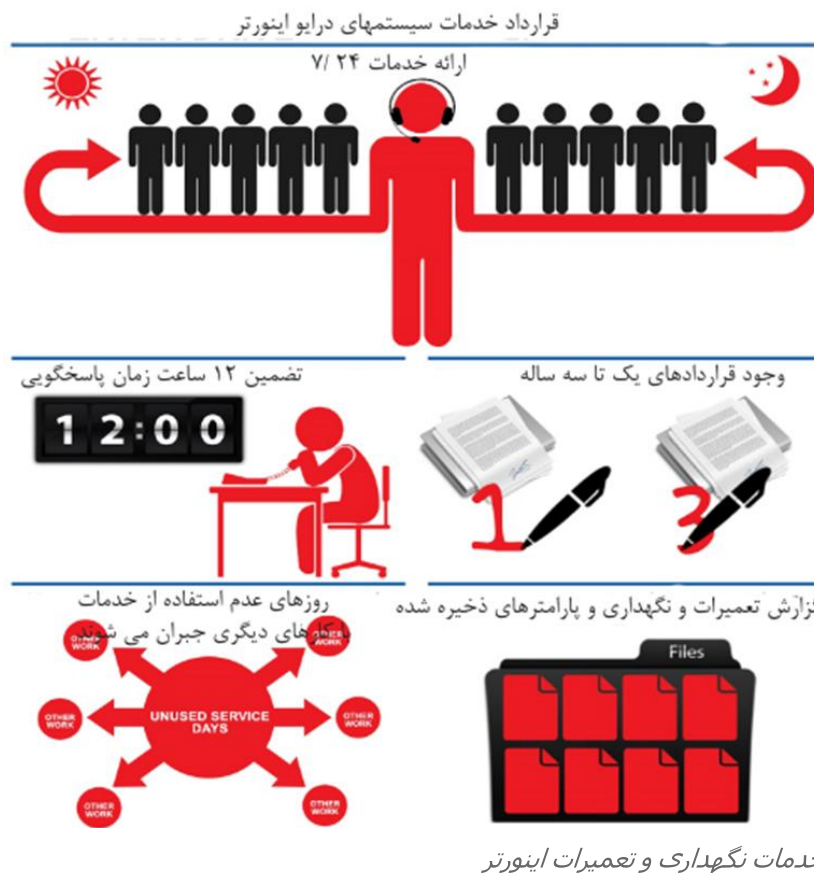 قرارداد خدمات سیستمهای درایو اینورتر
ارائه خدمات ۲۴ /۷
وجود قراردادهای یک تا سه ساله
1
3
تضمین ۱۲ ساعت زمان پاسخگویی
12:00
گزارش تعمیرات و نگهداری و پارامترهای ذخیره شده
Files
روزهای عدم استفاده از خدمات
با کارهای دیگری جبران می شوند
OTHER WORK
OTHER WORK
OTHER
WORK
UNUSED SERVICE
DAYS
OTHER
WORK
OTHER
WORK
OTHER
WORK
خدمات نگهداری و تعمیرات اینورتر